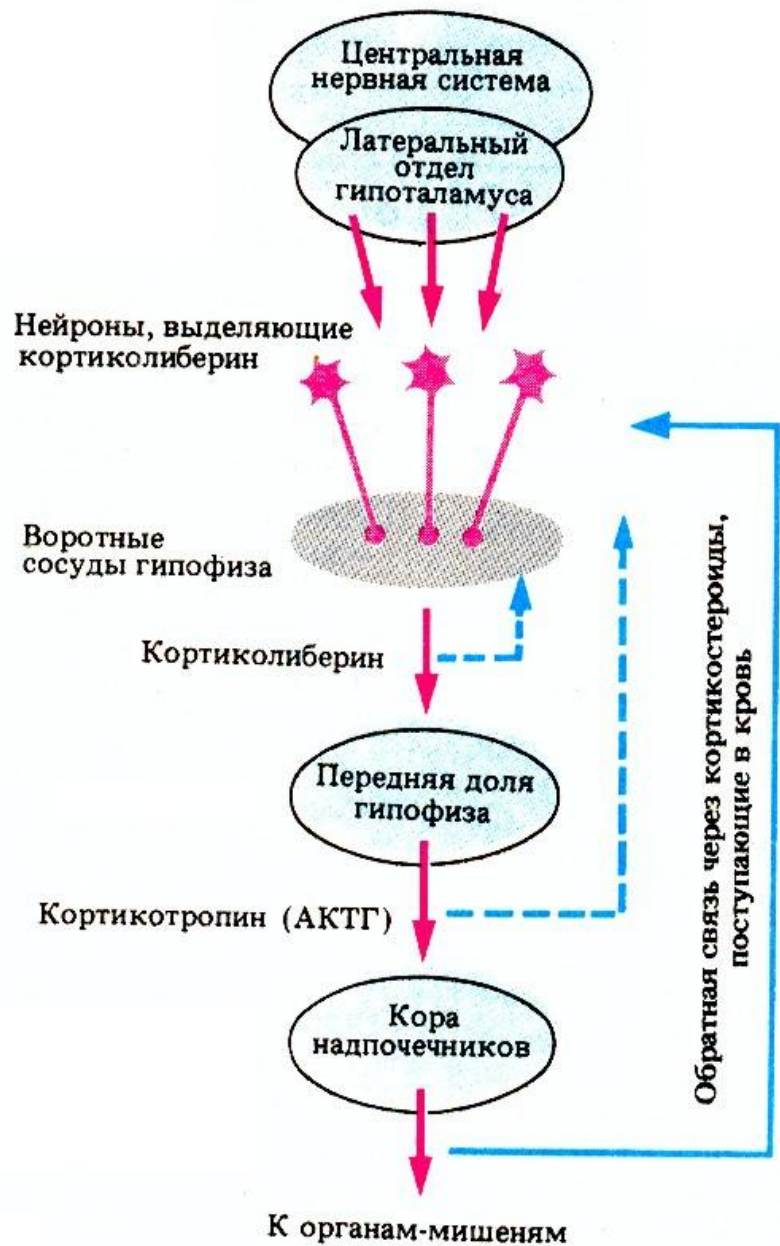 Центральная
нервная система
Латеральный
отдел
гипоталамуса
Нейроны, выделяющие
кортиколиберин
Воротные
сосуды гипофиза
Кортиколиберин
Передняя доля
гипофиза
Кортикотропин (АКТГ)
Кора
надпочечников
К органам-мишеням
Обратная связь через кортикостероиды,
поступающие в кровь